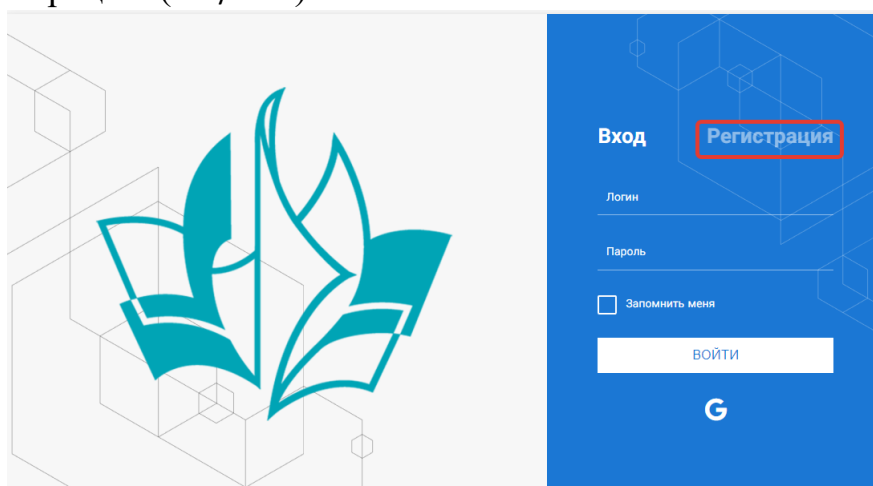 Вход Регистрация
Логин
Пароль
Запомнить меня
ВОЙТИ
G